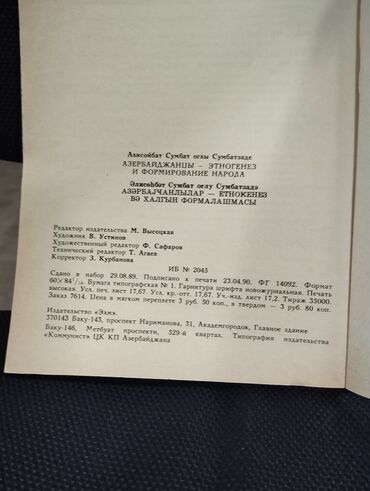 Алисойбат Сумбат оглы Сумбатзаде
АЗЕРБАЙДЖАНЦЫ – ЭТНОГЕНЕЗ
И ФОРМИРОВАНИЕ НАРОДА
Әлисөһбәт Сумбат оғлу Сумбатзадә
АЗӘРБАЈЧАНЛЫЛАР — ЕТНОКЕНЕЗ
ВӘ ХАЛГЫН ФОРМАЛАШМАСЫ
Редактор издательства М. Высоцкая
Художник В. Устинов
Художественный редактор Ф. Сафаров
Технический редактор Т. Агаев
Корректор З. Курбанова
ИБ № 2045
Сдано в набор 29.08.89. Подписано к печати 23.04.90. ФГ 14092. Формат
60×84¹/₁₆ Бумага типографская № 1. Гарнитура шрифта новожурнальная. Печать
высокая. Усл. печ. лист 17,67. Усл. кр.-отт. 17,67. Уч.-изд. лист 17,2. Тираж 35000.
Заказ 7614. Цена в мягком переплете 3 руб. 50 коп., в твердом — 3 руб. 80 коп.
Издательство «Элм».
370143 Баку-143, проспект Нариманова, 31, Академгородок, Главное здание
Баку-146, Метбуат проспекти, 529-й квартал. Типография издательства
«Коммунист» ЦК КП Азербайджана